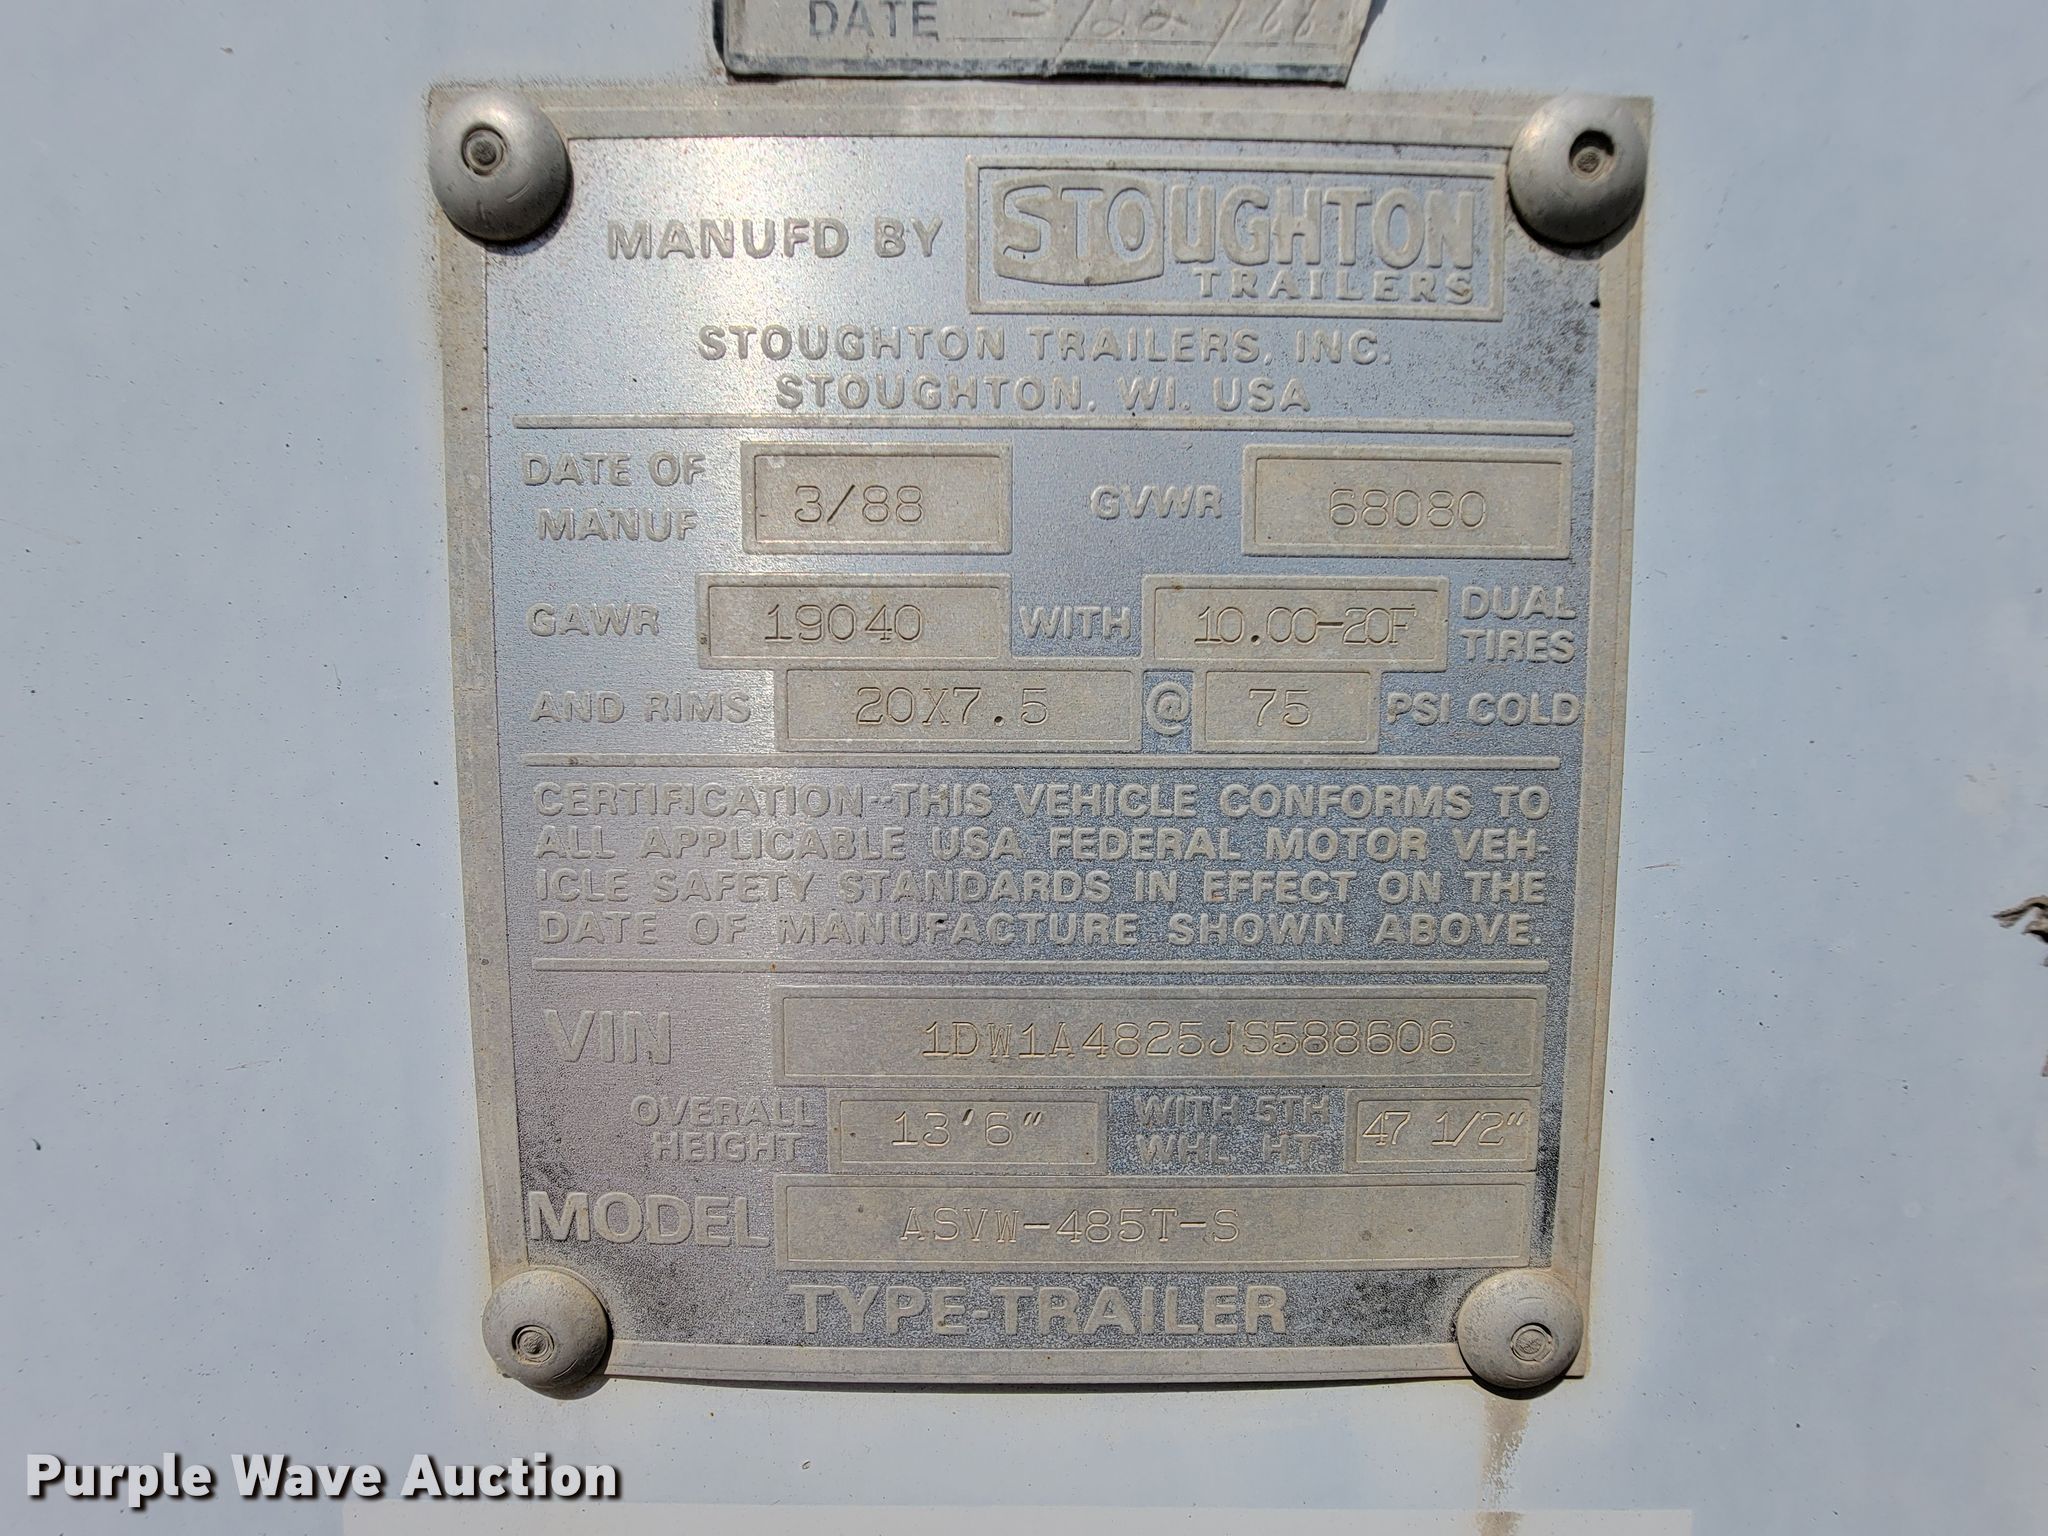 DATE 3/22/88
MANUFD BY STOUGHTON
TRAILERS
STOUGHTON TRAILERS, INC.
STOUGHTON, WI. USA
DATE OF MANUF 3/88 GVWR 68080
GAWR 19040 WITH 10.00-20F DUAL TIRES
AND RIMS 20X7.5 @ 75 PSI COLD
CERTIFICATION--THIS VEHICLE CONFORMS TO
ALL APPLICABLE USA FEDERAL MOTOR VEH-
ICLE SAFETY STANDARDS IN EFFECT ON THE
DATE OF MANUFACTURE SHOWN ABOVE.
VIN 1DW1A4825JS588606
OVERALL HEIGHT 13'6" WITH 5TH WHL. HT. 47 1/2"
MODEL ASVW-485T-S
TYPE-TRAILER
Purple Wave Auction